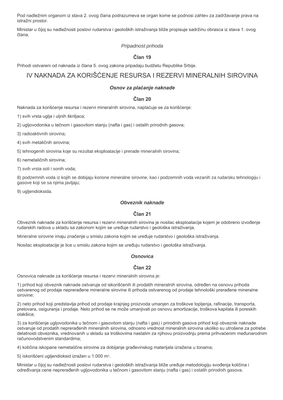 Pod nadležnim organom iz stava 2. ovog člana podrazumeva se organ kome se podnosi zahtev za zadržavanje prava na
istražni prostor.
Ministar u čijoj su nadležnosti poslovi rudarstva i geoloških istraživanja bliže propisuje sadržinu obrasca iz stava 1. ovog
člana.
Pripadnost prihoda
Član 19
Prihodi ostvareni od naknada iz člana 5. ovog zakona pripadaju budžetu Republike Srbije.
IV NAKNADA ZA KORIŠĆENJE RESURSA I REZERVI MINERALNIH SIROVINA
Osnov za plaćanje naknade
Član 20
Naknada za korišćenje resursa i rezervi mineralnih sirovina, naplaćuje se za korišćenje:
1) svih vrsta uglja i uljnih škriljaca;
2) ugljovodonika u tečnom i gasovitom stanju (nafta i gas) i ostalih prirodnih gasova;
3) radioaktivnih sirovina;
4) svih metaličnih sirovina;
5) tehnogenih sirovina koje su rezultat eksploatacije i prerade mineralnih sirovina;
6) nemetaličnih sirovina;
7) svih vrsta soli i sonih voda;
8) podzemnih voda iz kojih se dobijaju korisne mineralne sirovine, kao i podzemnih voda vezanih za rudarsku tehnologiju i
gasove koji se sa njima javljaju;
9) ugljendioksida.
Obveznik naknade
Član 21
Obveznik naknade za korišćenje resursa i rezervi mineralnih sirovina je nosilac eksploatacije kojem je odobreno izvođenje
rudarskih radova u skladu sa zakonom kojim se uređuje rudarstvo i geološka istraživanja.
Mineralne sirovine imaju značenje u smislu zakona kojim se uređuje rudarstvo i geološka istraživanja.
Nosilac eksploatacije je lice u smislu zakona kojim se uređuju rudarstvo i geološka istraživanja.
Osnovica
Član 22
Osnovica naknade za korišćenje resursa i rezervi mineralnih sirovina je:
1) prihod koji obveznik naknade ostvaruje od iskorišćenih ili prodatih mineralnih sirovina, određen na osnovu prihoda
ostvarenog od prodaje neprerađene mineralne sirovine ili prihoda ostvarenog od prodaje tehnološki prerađene mineralne
sirovine;
2) neto prihod koji predstavlja prihod od prodaje krajnjeg proizvoda umanjen za troškove topljenja, rafinacije, transporta,
pretovara, osiguranja i prodaje. Neto prihod se ne može umanjivati po osnovu amortizacije, troškova kapitala ili poreskih
olakšica;
3) za korišćenje ugljovodonika u tečnom i gasovitom stanju (nafta i gas) i prirodnih gasova prihod koji obveznik naknade
ostvaruje od prodatih neprerađenih mineralnih sirovina, odnosno vrednost mineralnih sirovina ukoliko su utrošene za potrebe
delatnosti obveznika, vrednovanih u skladu sa troškovima nastalim za njihovu proizvodnju prema prihvaćenim međunarodnim
računovodstvenim standardima;
4) količina iskopane nemetalične sirovine za dobijanje građevinskog materijala izražena u tonama;
5) iskorišćeni ugljendioksid izražen u 1.000 m³.
Ministar u čijoj su nadležnosti poslovi rudarstva i geoloških istraživanja bliže uređuje metodologiju svođenja količina i
određivanja cene neprerađenih ugljovodonika u tečnom i gasovitom stanju (nafta i gas) i ostalih prirodnih gasova.